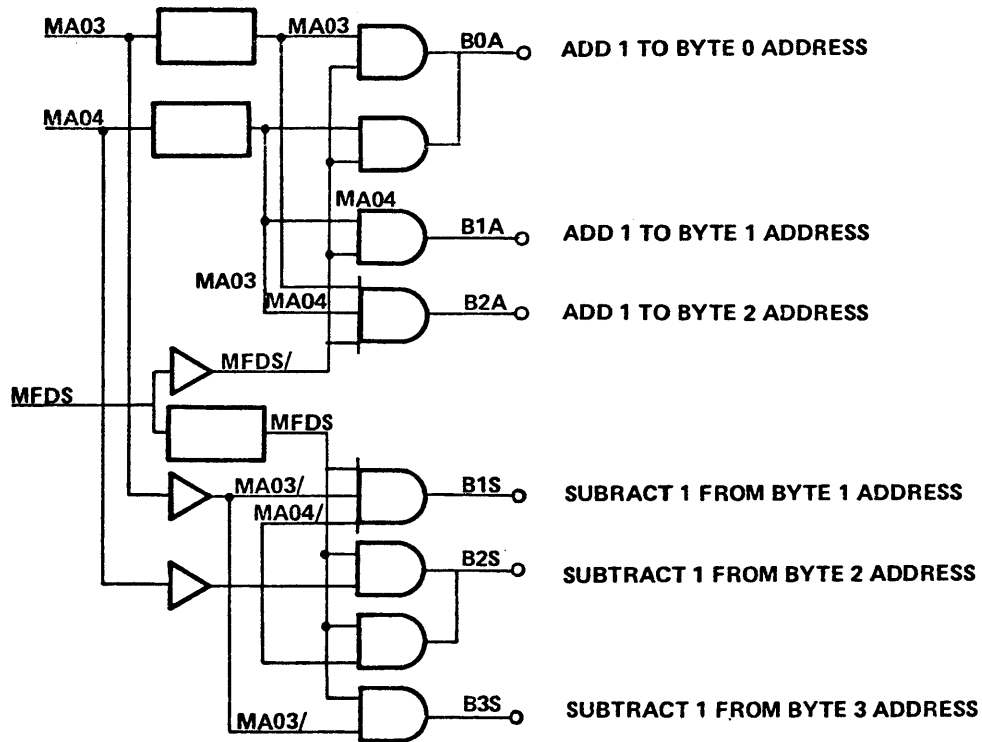 MA03
MA03
B0A
ADD 1 TO BYTE 0 ADDRESS
MA04
MA04
B1A
ADD 1 TO BYTE 1 ADDRESS
MA03
MA04
B2A
ADD 1 TO BYTE 2 ADDRESS
MFDS/
MFDS
MFDS
MA03/
B1S
SUBRACT 1 FROM BYTE 1 ADDRESS
MA04/
B2S
SUBTRACT 1 FROM BYTE 2 ADDRESS
B3S
SUBTRACT 1 FROM BYTE 3 ADDRESS
MA03/